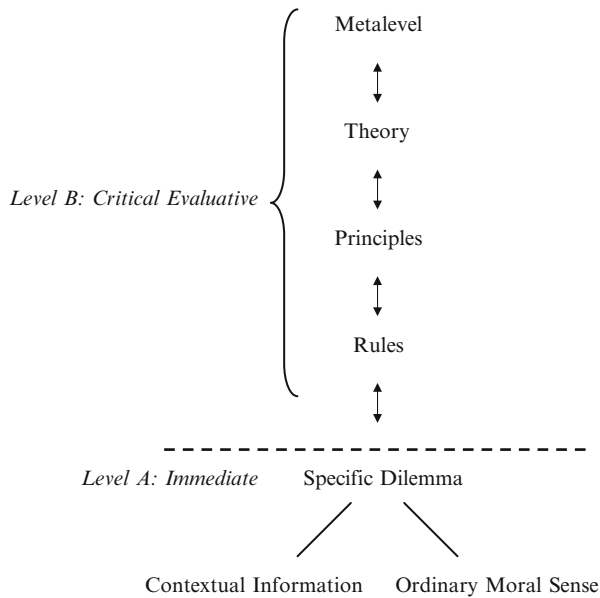 Metalevel
Theory
Level B: Critical Evaluative
Principles
Rules
Level A: Immediate
Specific Dilemma
Contextual Information
Ordinary Moral Sense